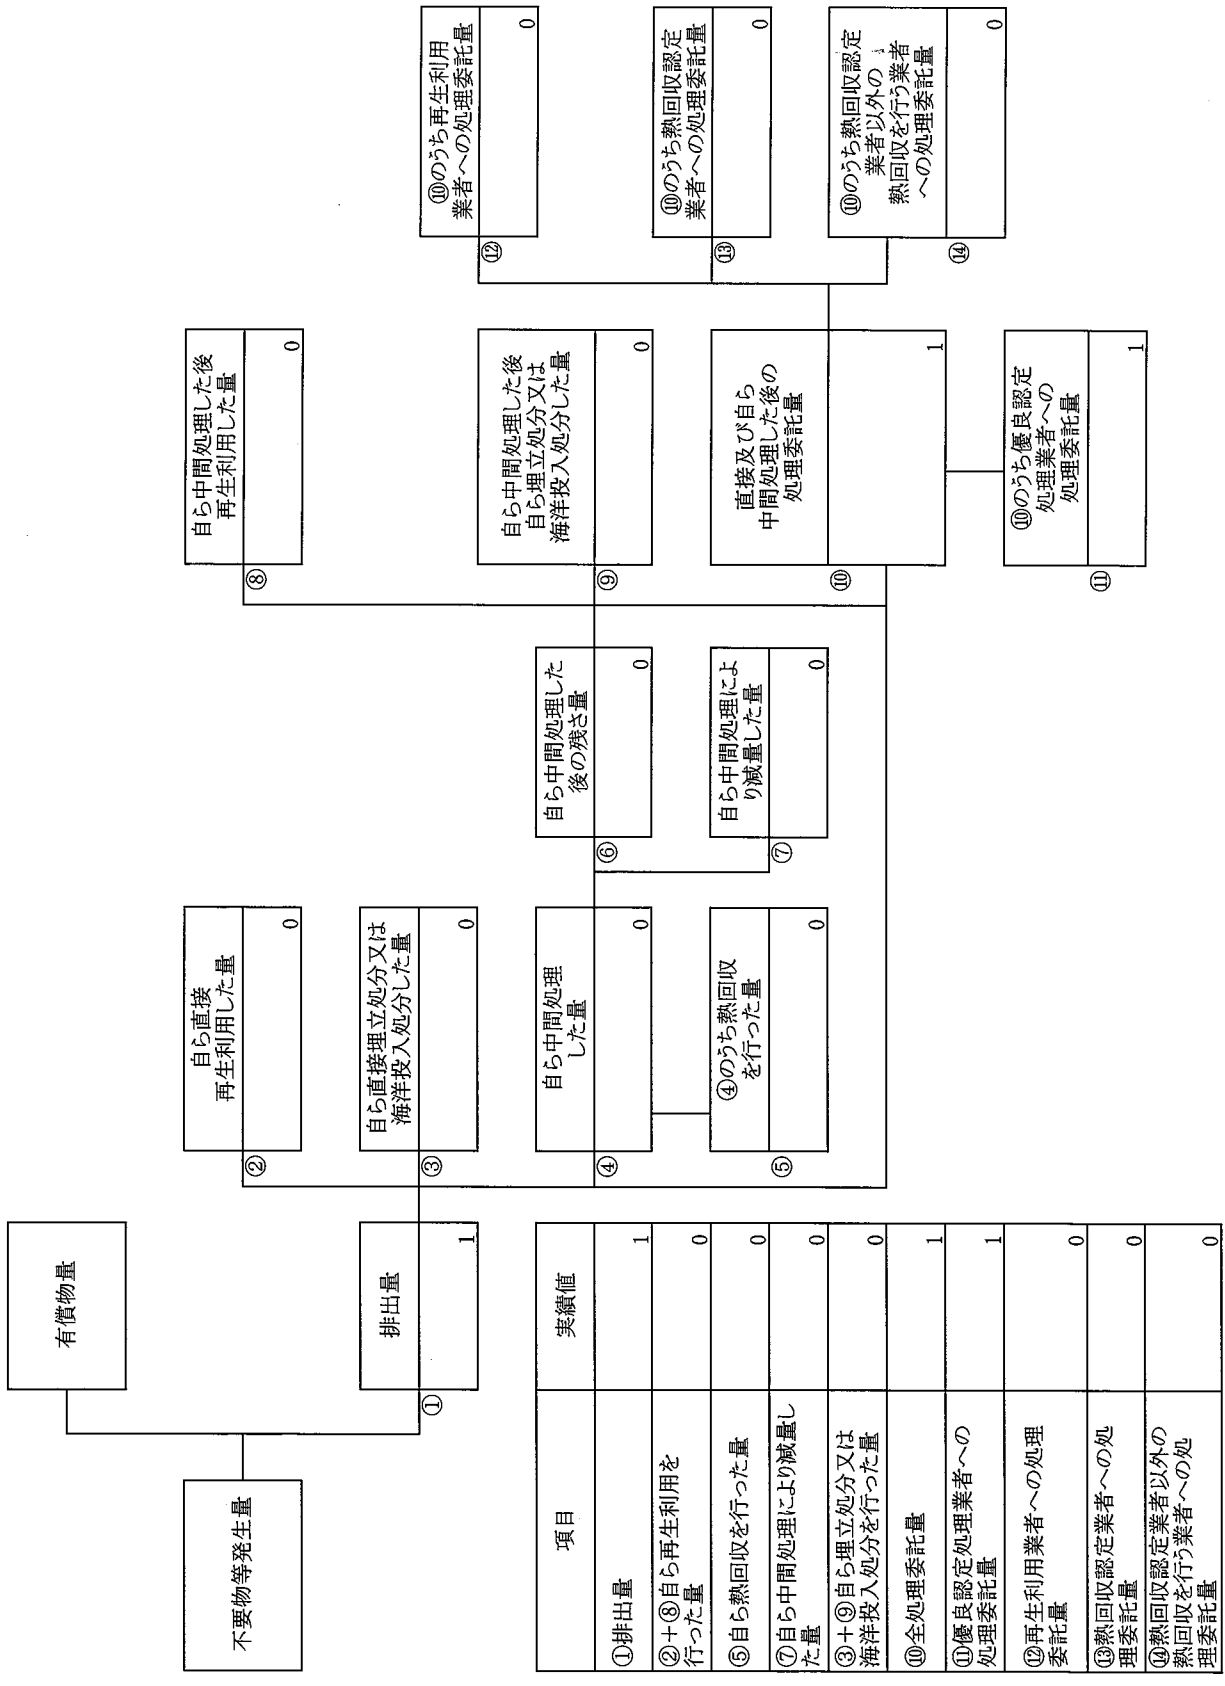 有償物量
不要物等発生量
①
排出量
1
②
自ら直接
再生利用した量
0
③
自ら直接埋立処分又は
海洋投入処分した量
0
④
自ら中間処理
した量
0
⑤
④のうち熱回収
を行った量
0
⑥
自ら中間処理した
後の残さ量
0
⑦
自ら中間処理によ
り減量した量
0
⑧
自ら中間処理した後
再生利用した量
0
⑨
自ら中間処理した後
自ら埋立処分又は
海洋投入処分した量
0
⑩
直接及び自ら
中間処理した後の
処理委託量
1
⑪
⑩のうち優良認定
処理業者への
処理委託量
1
⑫
⑩のうち再生利用
業者への処理委託量
0
⑬
⑩のうち熱回収認定
業者への処理委託量
0
⑭
⑩のうち熱回収認定
業者以外の
熱回収を行う業者
への処理委託量
0
項目
実績値
①排出量
1
②+⑧自ら再生利用を
行った量
0
⑤自ら熱回収を行った量
0
⑦自ら中間処理により減量し
た量
0
③+⑨自ら埋立処分又は
海洋投入処分を行った量
0
⑩全処理委託量
1
⑪優良認定処理業者への
処理委託量
1
⑫再生利用業者への処理
委託量
0
⑬熱回収認定業者への処
理委託量
0
⑭熱回収認定業者以外の
熱回収を行う業者への処
理委託量
0